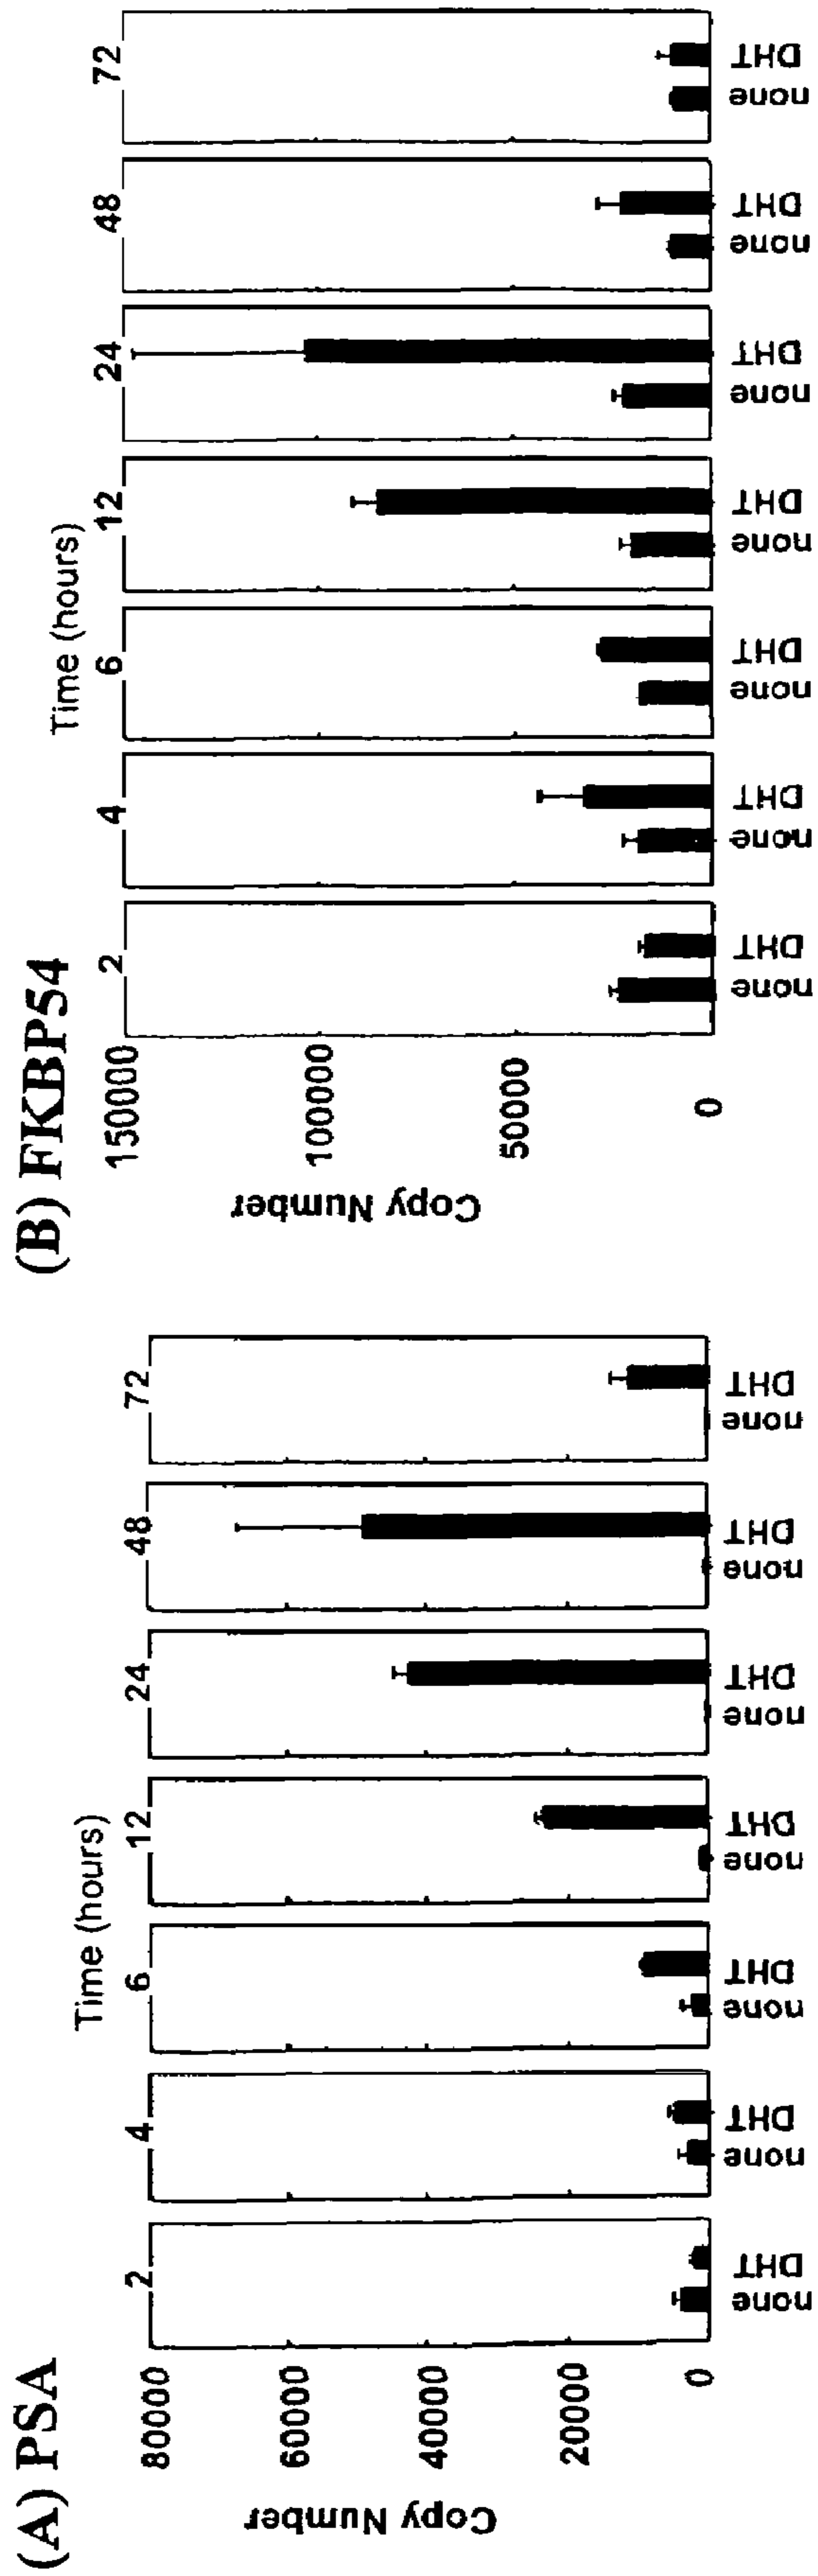 (A) PSA
Time (hours)
2 4 6 12 24 48 72
80000
60000
40000
20000
0
Copy Number
none DHT none DHT none DHT none DHT none DHT none DHT none DHT
(B) FKBP54
Time (hours)
2 4 6 12 24 48 72
150000
100000
50000
0
Copy Number
none DHT none DHT none DHT none DHT none DHT none DHT none DHT